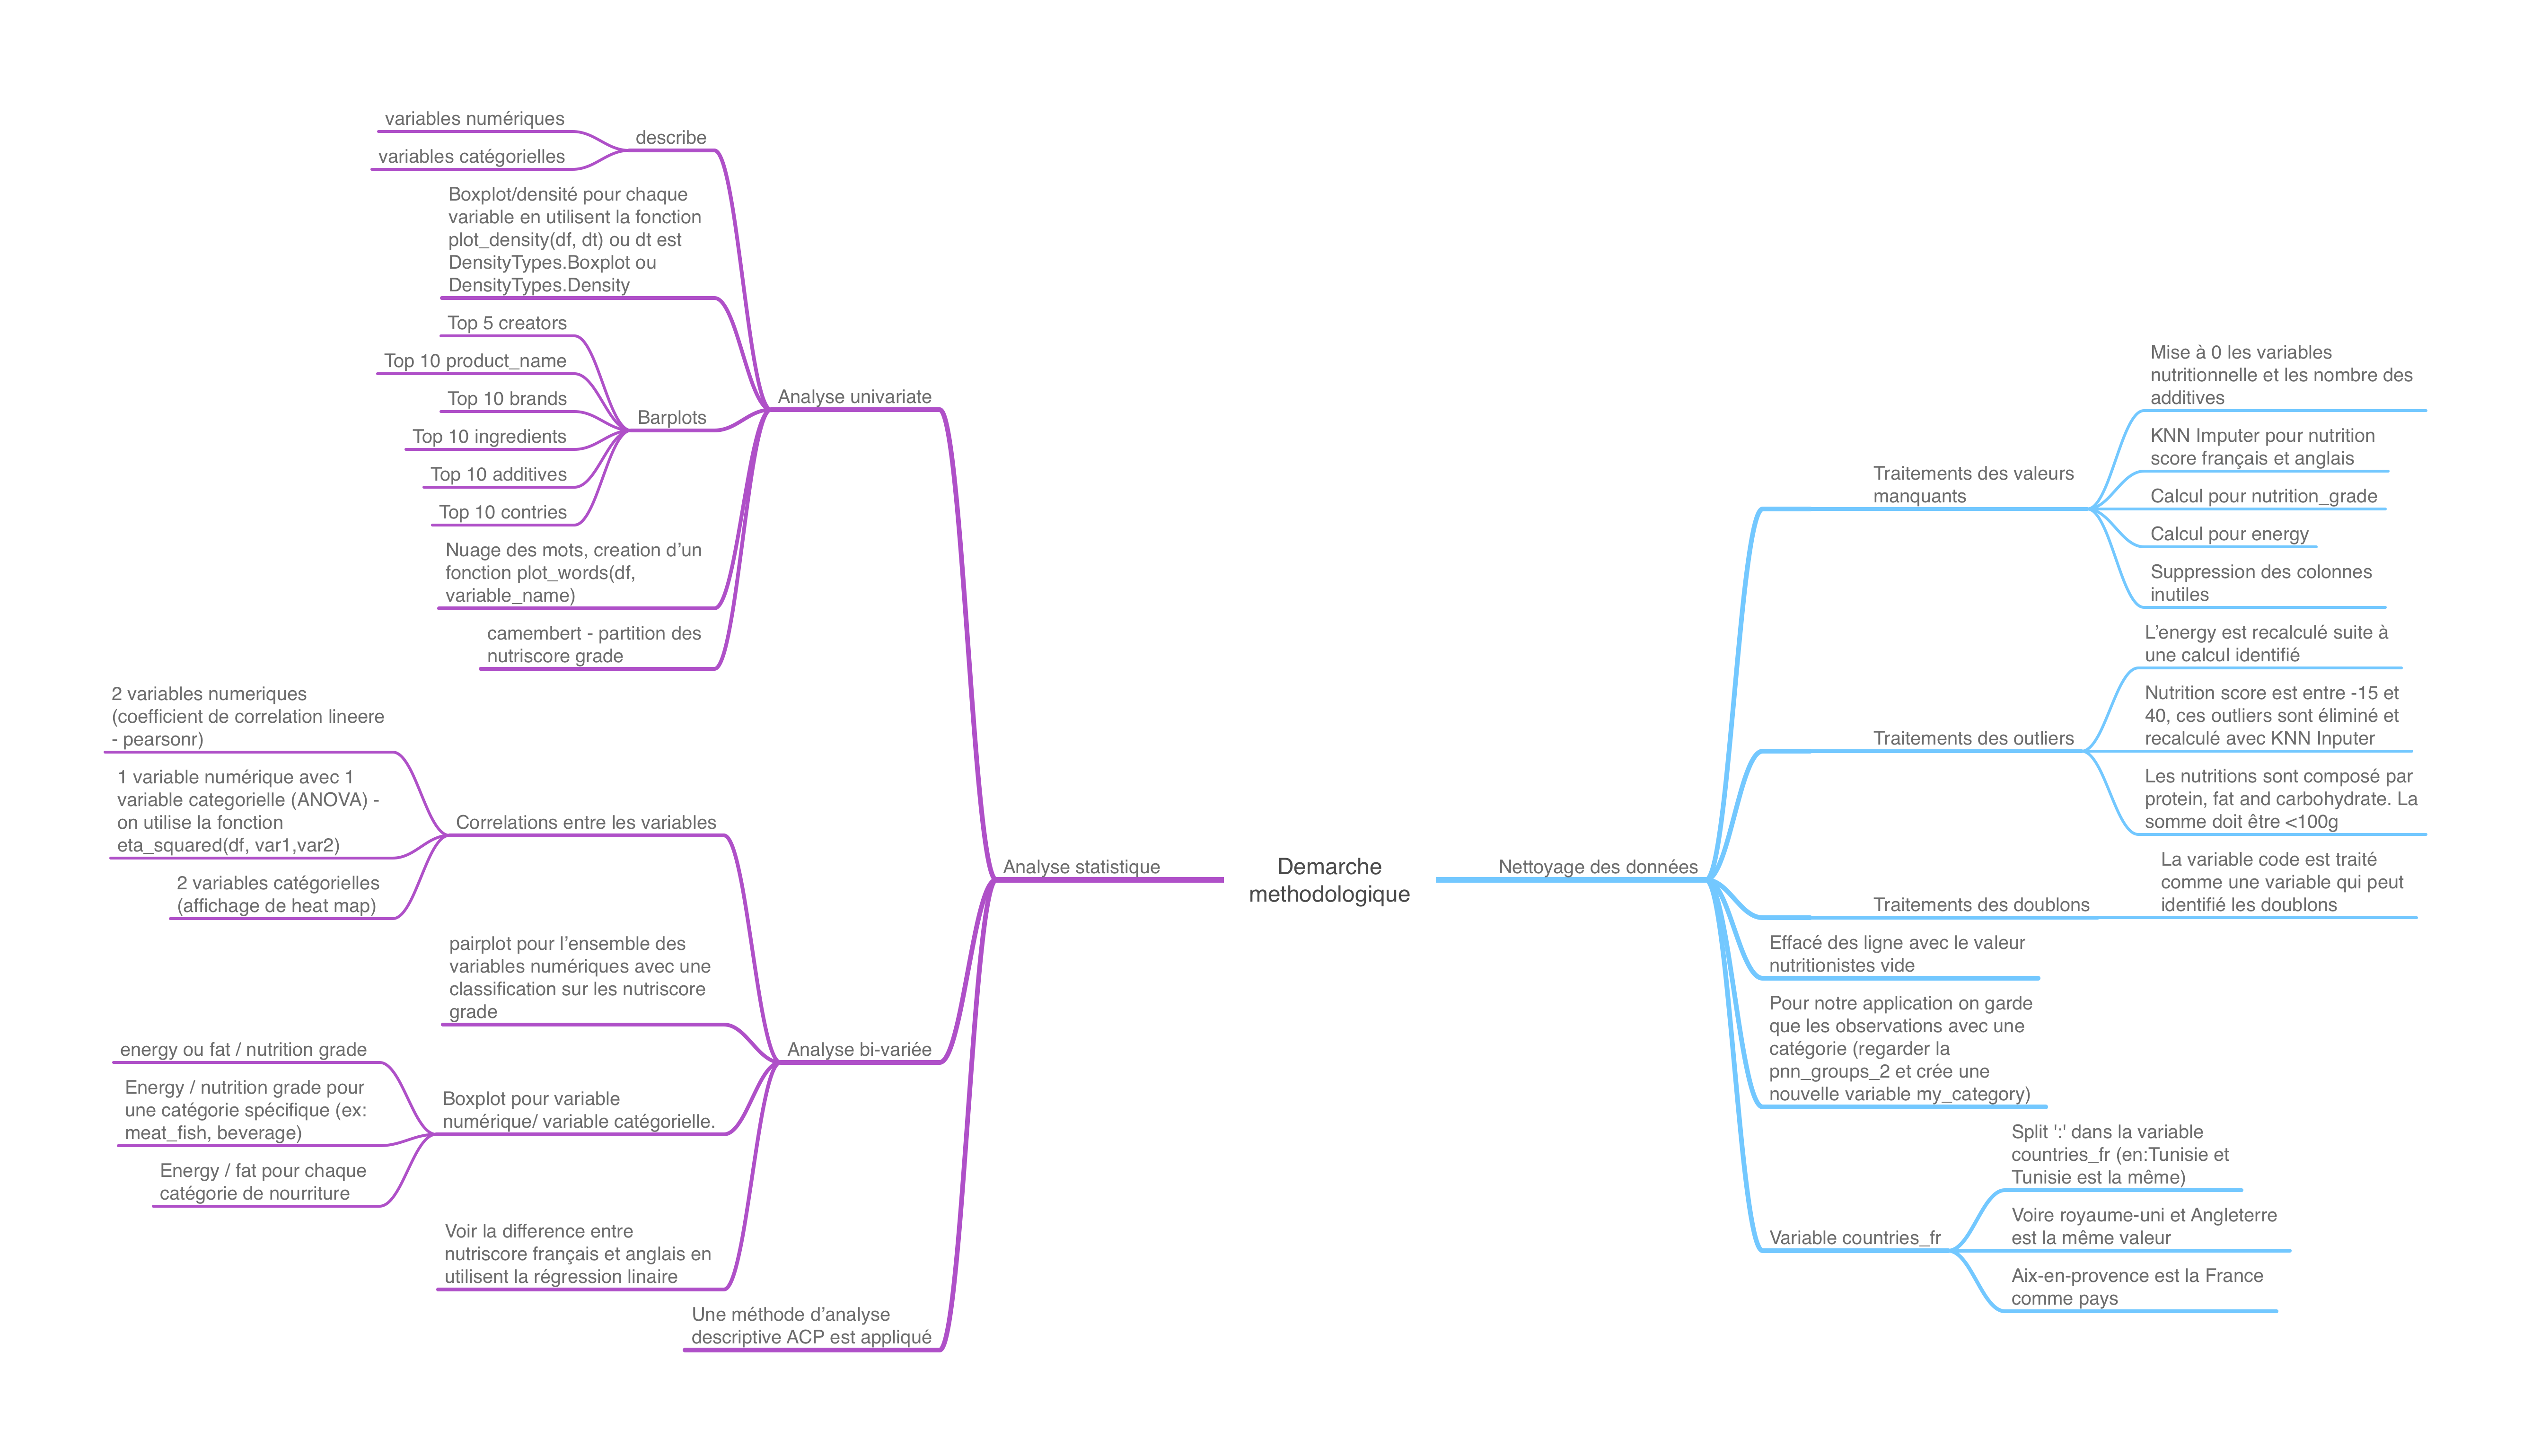 variables numériques
variables catégorielles
describe
Boxplot/densité pour chaque
variable en utilisent la fonction
plot_density(df, dt) ou dt est
DensityTypes.Boxplot ou
DensityTypes.Density
Top 5 creators
Top 10 product_name
Top 10 brands
Top 10 ingredients
Top 10 additives
Top 10 contries
Barplots
Nuage des mots, creation d’un
fonction plot_words(df,
variable_name)
camembert - partition des
nutriscore grade
Analyse univariate
2 variables numeriques
(coefficient de correlation lineere
- pearsonr)
1 variable numérique avec 1
variable categorielle (ANOVA) -
on utilise la fonction
eta_squared(df, var1,var2)
2 variables catégorielles
(affichage de heat map)
Correlations entre les variables
pairplot pour l’ensemble des
variables numériques avec une
classification sur les nutriscore
grade
energy ou fat / nutrition grade
Energy / nutrition grade pour
une catégorie spécifique (ex:
meat_fish, beverage)
Energy / fat pour chaque
catégorie de nourriture
Boxplot pour variable
numérique/ variable catégorielle.
Voir la difference entre
nutriscore français et anglais en
utilisent la régression linaire
Analyse bi-variée
Une méthode d’analyse
descriptive ACP est appliqué
Analyse statistique
Demarche
methodologique
Nettoyage des données
Traitements des valeurs
manquants
Mise à 0 les variables
nutritionnelle et les nombre des
additives
KNN Imputer pour nutrition
score français et anglais
Calcul pour nutrition_grade
Calcul pour energy
Suppression des colonnes
inutiles
Traitements des outliers
L’energy est recalculé suite à
une calcul identifié
Nutrition score est entre -15 et
40, ces outliers sont éliminé et
recalculé avec KNN Inputer
Les nutritions sont composé par
protein, fat and carbohydrate. La
somme doit être <100g
Traitements des doublons
La variable code est traité
comme une variable qui peut
identifié les doublons
Effacé des ligne avec le valeur
nutritionistes vide
Pour notre application on garde
que les observations avec une
catégorie (regarder la
pnn_groups_2 et crée une
nouvelle variable my_category)
Variable countries_fr
Split ':' dans la variable
countries_fr (en:Tunisie et
Tunisie est la même)
Voire royaume-uni et Angleterre
est la même valeur
Aix-en-provence est la France
comme pays